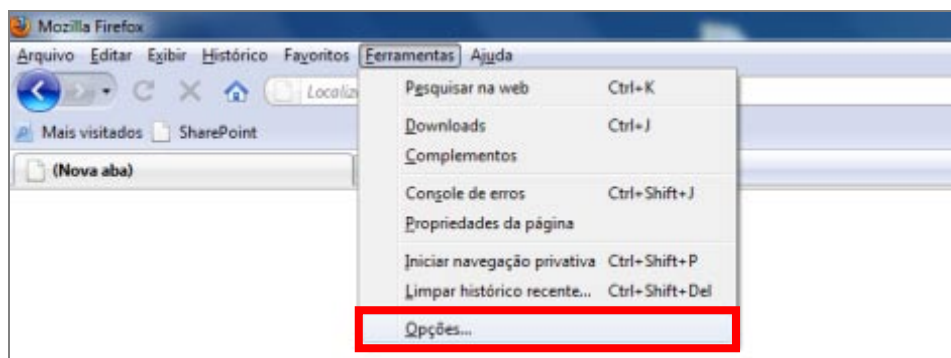 Mozilla Firefox
Arquivo Editar Exibir Histórico Favoritos Ferramentas Ajuda
Pesquisar na web Ctrl+K
Mais visitados SharePoint
Downloads Ctrl+J
Complementos
(Nova aba)
Console de erros Ctrl+Shift+J
Propriedades da página
Iniciar navegação privativa Ctrl+Shift+P
Limpar histórico recente... Ctrl+Shift+Del
Opções...